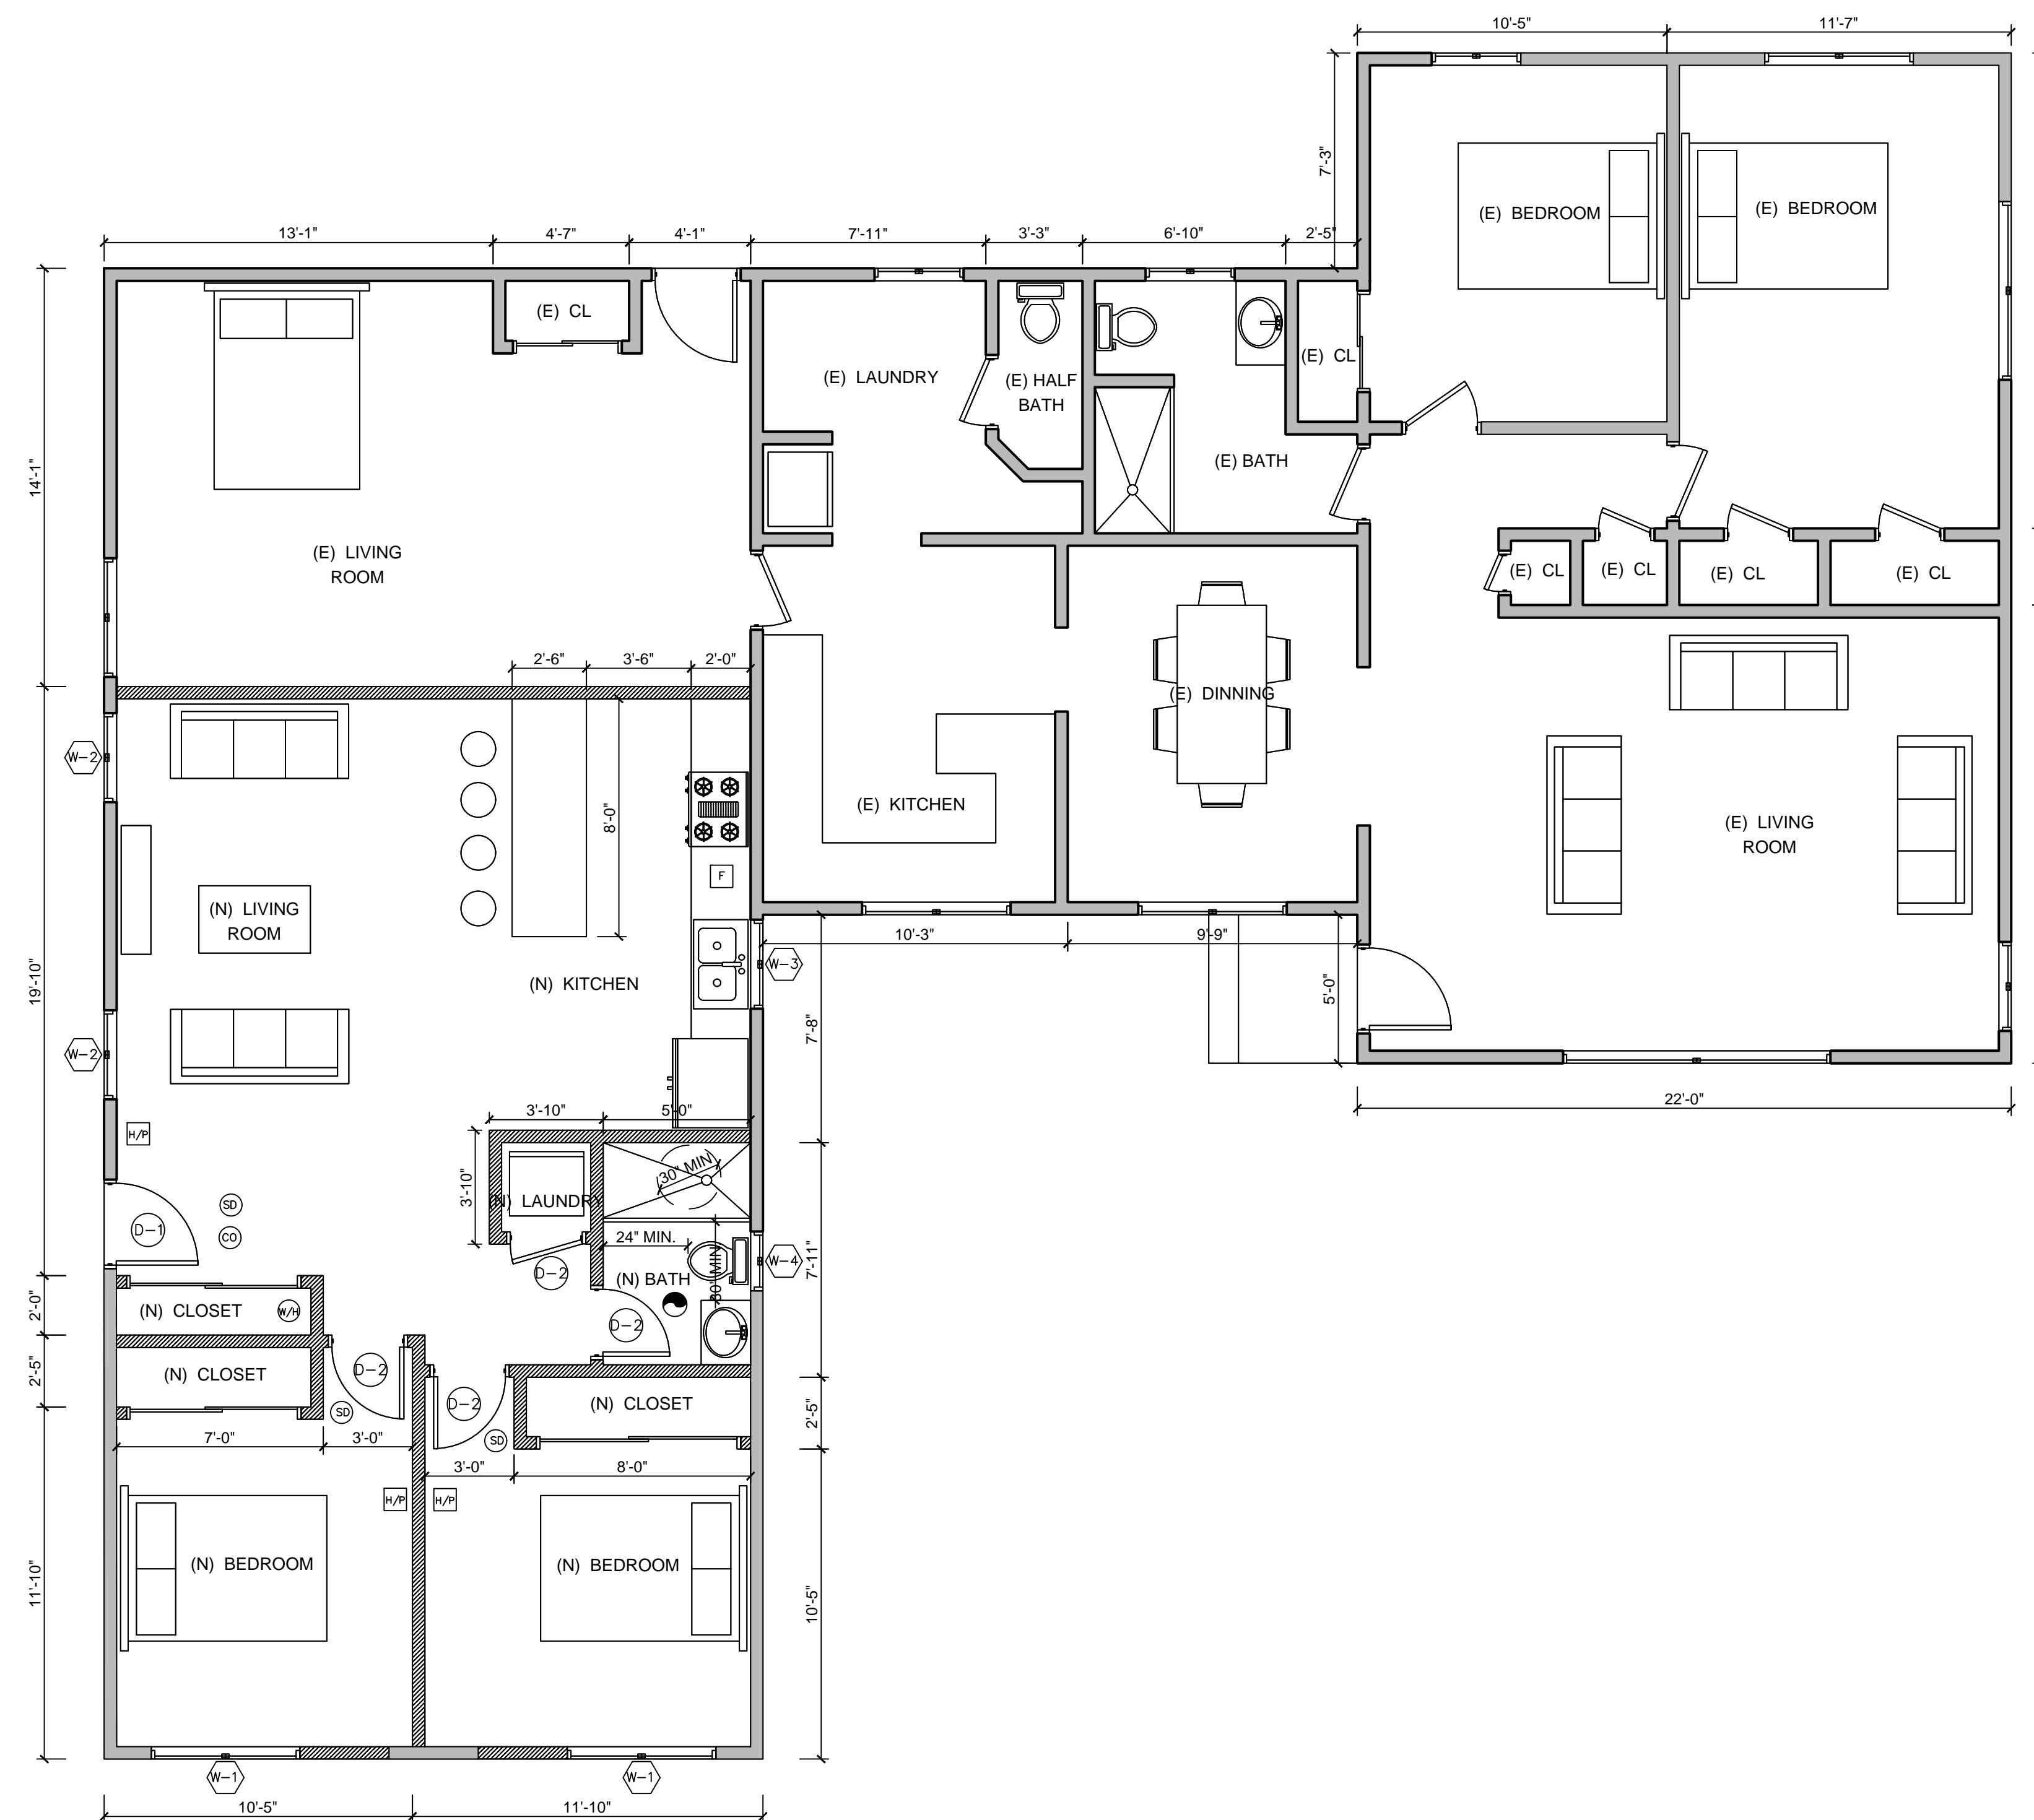 10'-5" 11'-7"
7'-3"
(E) BEDROOM (E) BEDROOM
13'-1" 4'-7" 4'-1" 7'-11" 3'-3" 6'-10" 2'-5"
(E) CL
(E) LAUNDRY
(E) HALF
BATH
(E) CL
(E) BATH
14'-1"
(E) LIVING
ROOM
(E) CL (E) CL (E) CL (E) CL
2'-6" 3'-6" 2'-0"
(E) DINNING
W-2
8'-0"
(E) KITCHEN
(E) LIVING
ROOM
F
(N) LIVING
ROOM
10'-3" 9'-9"
W-3
19'-10"
(N) KITCHEN
5'-0"
7'-8"
W-2
22'-0"
3'-10" 5'-0"
H/P
3'-10"
30" MIN
(N) LAUNDRY
SD
D-1
CO
24" MIN.
30" MIN
W-4
7'-11"
D-2
(N) BATH
2'-0"
(N) CLOSET
W/H
D-2
2'-5"
(N) CLOSET
D-2
D-2
(N) CLOSET
2'-5"
SD
SD
7'-0" 3'-0"
3'-0" 8'-0"
H/P H/P
(N) BEDROOM (N) BEDROOM
11'-10"
10'-5"
W-1 W-1
10'-5" 11'-10"